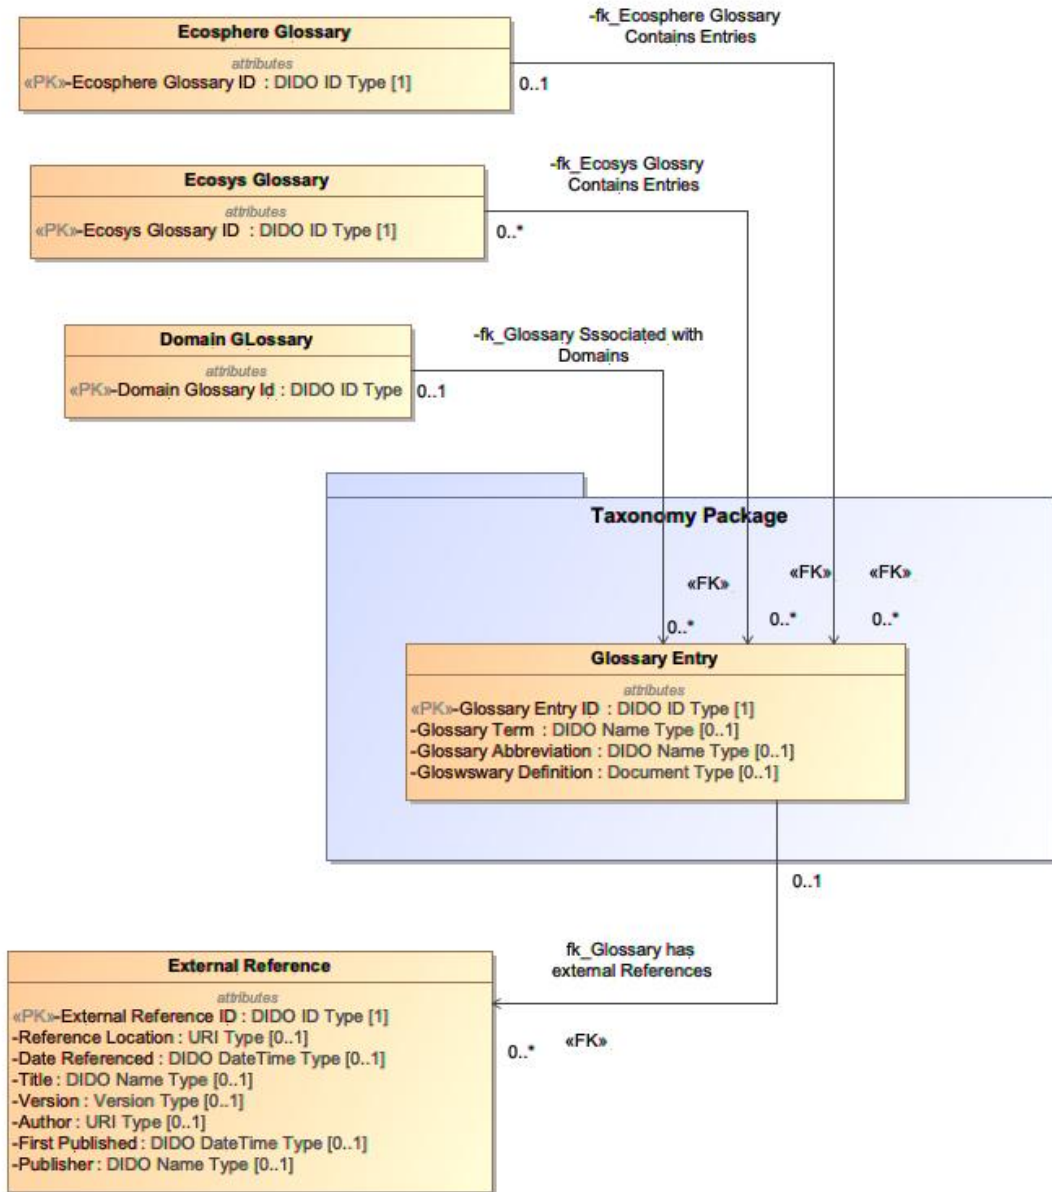 Ecosphere Glossary
attributes
«PK»-Ecosphere Glossary ID : DIDO ID Type [1]
-fk_Ecosphere Glossary
Contains Entries
0..1
Ecosys Glossary
attributes
«PK»-Ecosys Glossary ID : DIDO ID Type [1]
-fk_Ecosys Glossry
Contains Entries
0..*
Domain GLossary
attributes
«PK»-Domain Glossary Id : DIDO ID Type
-fk_Glossary Sssociated with
Domains
0..1
Taxonomy Package
«FK»
«FK»
«FK»
0..*
0..*
0..*
Glossary Entry
attributes
«PK»-Glossary Entry ID : DIDO ID Type [1]
-Glossary Term : DIDO Name Type [0..1]
-Glossary Abbreviation : DIDO Name Type [0..1]
-Gloswswary Definition : Document Type [0..1]
0..1
fk_Glossary has
external References
0..*
«FK»
External Reference
attributes
«PK»-External Reference ID : DIDO ID Type [1]
-Reference Location : URI Type [0..1]
-Date Referenced : DIDO DateTime Type [0..1]
-Title : DIDO Name Type [0..1]
-Version : Version Type [0..1]
-Author : URI Type [0..1]
-First Published : DIDO DateTime Type [0..1]
-Publisher : DIDO Name Type [0..1]